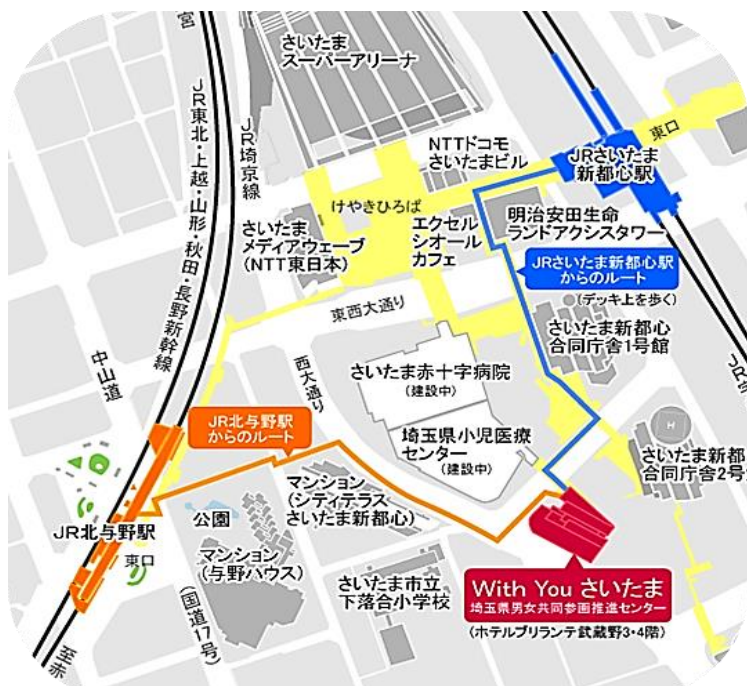 宮
さいたま
スーパーアリーナ
JR東北・上越・山形・秋田・長野新幹線
JR埼京線
NTTドコモ
さいたまビル
東口
JRさいたま
新都心駅
けやきひろば
さいたま
メディアウェーブ
(NTT東日本)
エクセル
シオール
カフェ
明治安田生命
ランドアクシスタワー
JRさいたま新都心駅
からのルート
(デッキ上を歩く)
東西大通り
さいたま新都心
合同庁舎1号館
中山道
西大通り
さいたま赤十字病院
(建設中)
JR
JR北与野駅
からのルート
埼玉県小児医療
センター
(建設中)
H
さいたま新都
合同庁舎2号
マンション
(シティテラス
さいたま新都心)
公園
JR北与野駅
東口
マンション
(与野ハウス)
(国道17号)
さいたま市立
下落合小学校
With You さいたま
埼玉県男女共同参画推進センター
(ホテルブリランテ武蔵野3・4階)
至赤